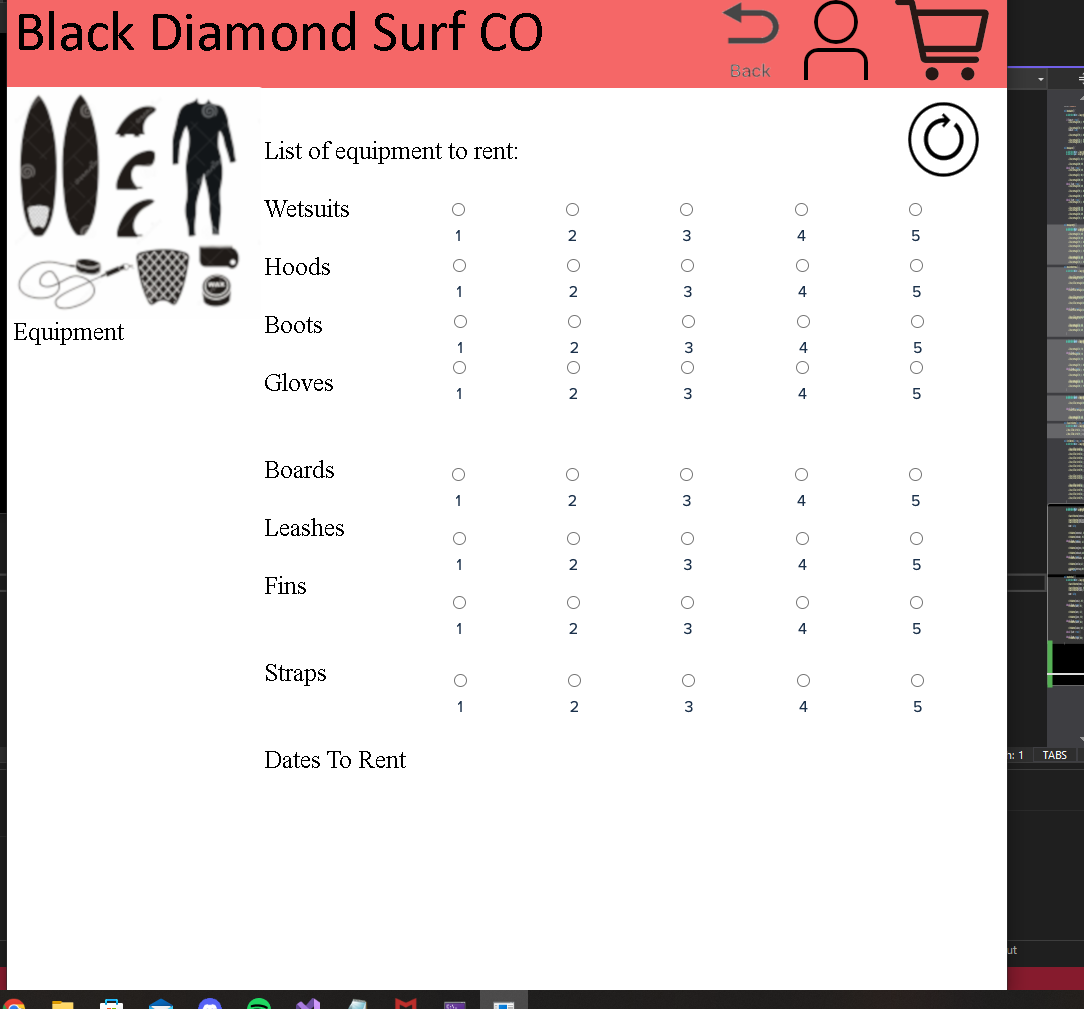 Black Diamond Surf CO
Back
List of equipment to rent:
Wetsuits
1 2 3 4 5
Hoods
1 2 3 4 5
Equipment
Boots
1 2 3 4 5
Gloves
1 2 3 4 5
Boards
1 2 3 4 5
Leashes
1 2 3 4 5
Fins
1 2 3 4 5
Straps
1 2 3 4 5
Dates To Rent
n: 1 TABS
ut
WAX